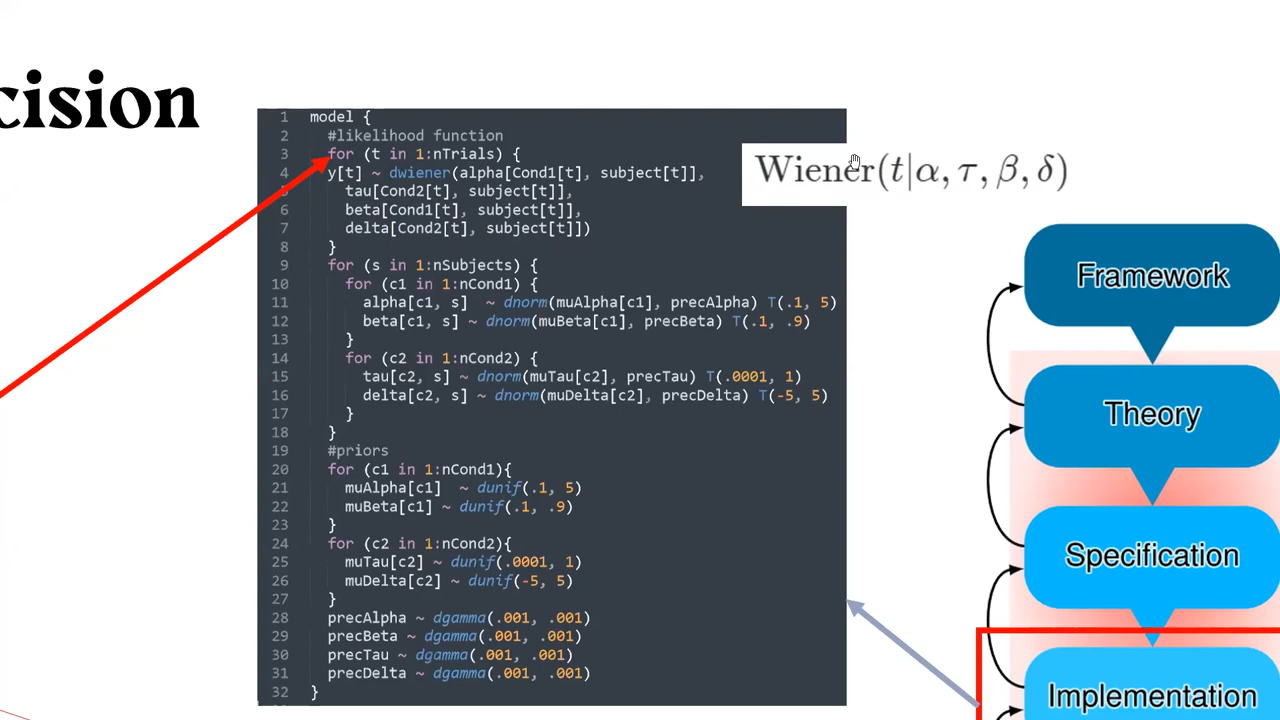 cision
1 model {
2 #likelihood function
3 for (t in 1:nTrials) {
4 y[t] ~ dwiener(alpha[Cond1[t], subject[t]],
5 tau[Cond2[t], subject[t]],
6 beta[Cond1[t], subject[t]],
7 delta[Cond2[t], subject[t]])
8 }
9 for (s in 1:nSubjects) {
10 for (c1 in 1:nCond1) {
11 alpha[c1, s] ~ dnorm(muAlpha[c1], precAlpha) T(.1, 5)
12 beta[c1, s] ~ dnorm(muBeta[c1], precBeta) T(.1, .9)
13 }
14 for (c2 in 1:nCond2) {
15 tau[c2, s] ~ dnorm(muTau[c2], precTau) T(.0001, 1)
16 delta[c2, s] ~ dnorm(muDelta[c2], precDelta) T(-5, 5)
17 }
18 }
19 #priors
20 for (c1 in 1:nCond1){
21 muAlpha[c1] ~ dunif(.1, 5)
22 muBeta[c1] ~ dunif(.1, .9)
23 }
24 for (c2 in 1:nCond2){
25 muTau[c2] ~ dunif(.0001, 1)
26 muDelta[c2] ~ dunif(-5, 5)
27 }
28 precAlpha ~ dgamma(.001, .001)
29 precBeta ~ dgamma(.001, .001)
30 precTau ~ dgamma(.001, .001)
31 precDelta ~ dgamma(.001, .001)
32 }
Wiener(t|α, τ, β, δ)
Framework
Theory
Specification
Implementation